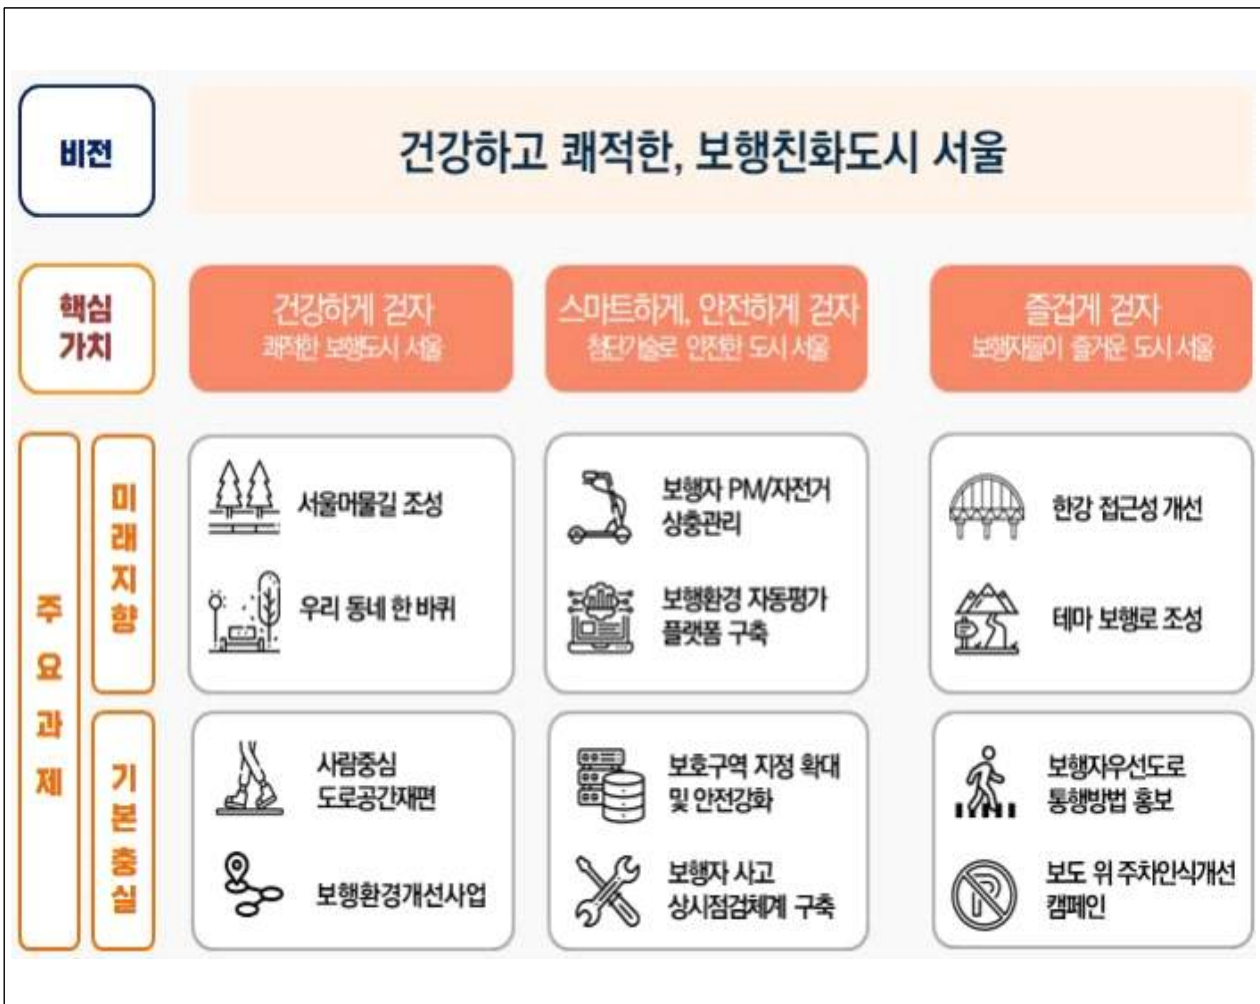 비전
건강하고 쾌적한, 보행친화도시 서울
핵심
가치
건강하게 걷자
쾌적한 보행도시 서울
스마트하게, 안전하게 걷자
첨단기술로 안전한 도시 서울
즐겁게 걷자
보행자들이 즐거운 도시 서울
주요과제
미래지향
서울머물길 조성
우리 동네 한 바퀴
보행자 PM/자전거
상충관리
보행환경 자동평가
플랫폼 구축
한강 접근성 개선
테마 보행로 조성
기본충실
사람중심
도로공간재편
보행환경개선사업
보호구역 지정 확대
및 안전강화
보행자 사고
상시점검체계 구축
보행자우선도로
통행방법 홍보
보도 위 주차인식개선
캠페인